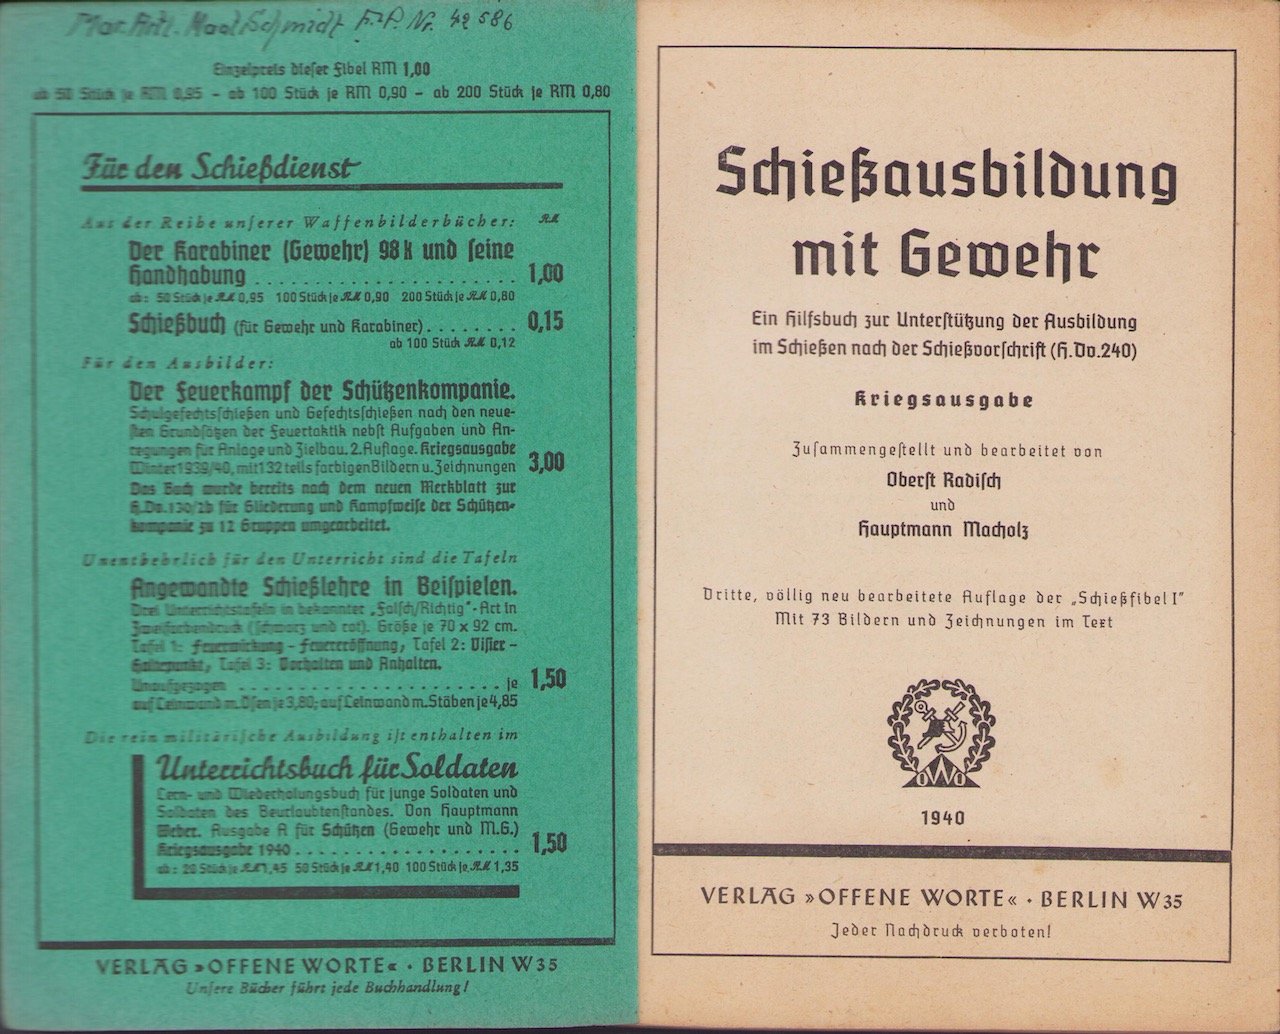 Schmidt F.P. Nr. 42586
Einzelpreis dieser Fibel RM 1,00
ab 50 Stück je RM 0,95 – ab 100 Stück je RM 0,90 – ab 200 Stück je RM 0,80
Für den Schießdienst
Aus der Reihe unserer Waffenbilderbücher: RM
Der Karabiner (Gewehr) 98k und seine
Handhabung . . . . . . . . . . . . . . . . . . . . . 1,00
ab: 50 Stück je RM 0,95 100 Stück je RM 0,90 200 Stück je RM 0,80
Schießbuch (für Gewehr und Karabiner) . . . . . . . . 0,15
ab 100 Stück RM 0,12
Für den Ausbilder:
Der Feuerkampf der Schützenkompanie.
Schulgefechtsschießen und Gefechtsschießen nach den neue-
sten Grundsätzen der Feuertaktik nebst Aufgaben und An-
regungen für Anlage und Zielbau. 2. Auflage. Kriegsausgabe
Winter 1939/40, mit 132 teils farbigen Bildern u. Zeichnungen 3,00
Das Buch wurde bereits nach dem neuen Merkblatt zur
H.Dv.130/2b für Gliederung und Kampfweise der Schützen-
kompanie zu 12 Gruppen umgearbeitet.
Unentbehrlich für den Unterricht sind die Tafeln
Angewandte Schießlehre in Beispielen.
Drei Unterrichtstafeln in bekannter „Falsch/Richtig“-Art in
Zweifarbendruck (schwarz und rot). Größe je 70 x 92 cm.
Tafel 1: Feuerwirkung – Feuereröffnung, Tafel 2: Visier –
Haltepunkt, Tafel 3: Vorhalten und Anhalten.
Unaufgezogen . . . . . . . . . . . . . . . . . . . . . . je 1,50
auf Leinwand m. Ösen je 3,80; auf Leinwand m. Stäben je 4,85
Die rein militärische Ausbildung ist enthalten im
Unterrichtsbuch für Soldaten
Lern- und Wiederholungsbuch für junge Soldaten und
Soldaten des Beurlaubtenstandes. Von Hauptmann
Weber. Ausgabe A für Schützen (Gewehr und M.G.)
Kriegsausgabe 1940 . . . . . . . . . . . . . . . . . . . 1,50
ab: 20 Stück je RM 1,45 50 Stück je RM 1,40 100 Stück je RM 1,35
VERLAG »OFFENE WORTE« · BERLIN W 35
Unsere Bücher führt jede Buchhandlung!
Schießausbildung
mit Gewehr
Ein Hilfsbuch zur Unterstützung der Ausbildung
im Schießen nach der Schießvorschrift (H.Dv.240)
Kriegsausgabe
Zusammengestellt und bearbeitet von
Oberst Radisch
und
Hauptmann Macholz
Dritte, völlig neu bearbeitete Auflage der „Schießfibel I“
Mit 73 Bildern und Zeichnungen im Text
OWO
1940
VERLAG »OFFENE WORTE« · BERLIN W 35
Jeder Nachdruck verboten!